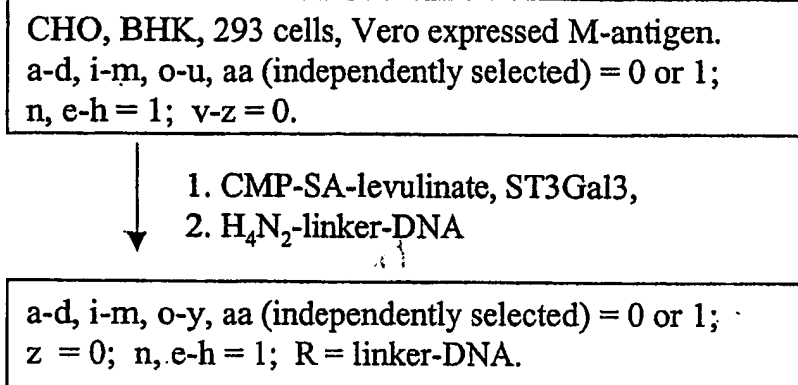 CHO, BHK, 293 cells, Vero expressed M-antigen.
a-d, i-m, o-u, aa (independently selected) = 0 or 1;
n, e-h = 1; v-z = 0.
1. CMP-SA-levulinate, ST3Gal3,
2. H₄N₂-linker-DNA
a-d, i-m, o-y, aa (independently selected) = 0 or 1;
z = 0; n, e-h = 1; R = linker-DNA.